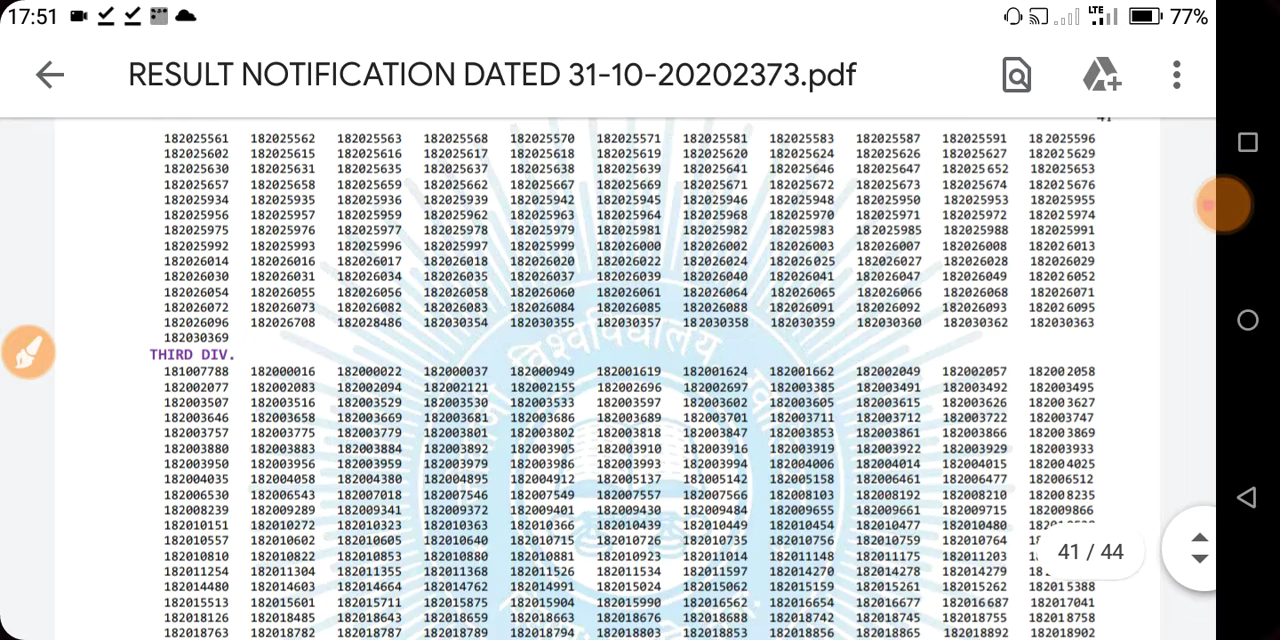 17:51
LTE
77%
RESULT NOTIFICATION DATED 31-10-20202373.pdf
182025561 182025562 182025563 182025568 182025570 182025571 182025581 182025583 182025587 182025591 182025596
182025602 182025615 182025616 182025617 182025618 182025619 182025620 182025624 182025626 182025627 182025629
182025630 182025631 182025635 182025637 182025638 182025639 182025641 182025646 182025647 182025652 182025653
182025657 182025658 182025659 182025662 182025667 182025669 182025671 182025672 182025673 182025674 182025676
182025934 182025935 182025936 182025939 182025942 182025945 182025946 182025948 182025950 182025953 182025955
182025956 182025957 182025959 182025962 182025963 182025964 182025968 182025970 182025971 182025972 182025974
182025975 182025976 182025977 182025978 182025979 182025981 182025982 182025983 182025985 182025988 182025991
182025992 182025993 182025996 182025997 182025999 182026000 182026002 182026003 182026007 182026008 182026013
182026014 182026016 182026017 182026018 182026020 182026022 182026024 182026025 182026027 182026028 182026029
182026030 182026031 182026034 182026035 182026037 182026039 182026040 182026041 182026047 182026049 182026052
182026054 182026055 182026056 182026058 182026060 182026061 182026064 182026065 182026066 182026068 182026071
182026072 182026073 182026082 182026083 182026084 182026085 182026088 182026091 182026092 182026093 182026095
182026096 182026708 182028486 182030354 182030355 182030357 182030358 182030359 182030360 182030362 182030363
182030369
विश्वविद्यालय
THIRD DIV.
181007788 182000016 182000022 182000037 182000949 182001619 182001624 182001662 182002049 182002057 182002058
182002077 182002083 182002094 182002121 182002155 182002696 182002697 182003385 182003491 182003492 182003495
182003507 182003516 182003529 182003530 182003533 182003597 182003602 182003605 182003615 182003626 182003627
182003646 182003658 182003669 182003681 182003686 182003689 182003701 182003711 182003712 182003722 182003747
182003757 182003775 182003779 182003801 182003802 182003818 182003847 182003853 182003861 182003866 182003869
182003880 182003883 182003884 182003892 182003905 182003910 182003916 182003919 182003922 182003929 182003933
182003950 182003956 182003959 182003979 182003986 182003993 182003994 182004006 182004014 182004015 182004025
182004035 182004058 182004380 182004895 182004912 182005137 182005142 182005158 182006461 182006477 182006512
182006530 182006543 182007018 182007546 182007549 182007557 182007566 182008103 182008192 182008210 182008235
182008239 182009289 182009341 182009372 182009401 182009430 182009484 182009655 182009661 182009715 182009866
182010151 182010272 182010323 182010363 182010366 182010439 182010449 182010454 182010477 182010480
182010557 182010602 182010605 182010640 182010715 182010726 182010735 182010756 182010759 182010764
182010810 182010822 182010853 182010880 182010881 182010923 182011014 182011148 182011175 182011203
41 / 44
182011254 182011304 182011355 182011368 182011526 182011534 182011597 182014270 182014278 182014279
182014480 182014603 182014664 182014762 182014991 182015024 182015062 182015159 182015261 182015262 182015388
182015513 182015601 182015711 182015875 182015904 182015990 182016562 182016654 182016677 182016687 182017041
182018126 182018485 182018643 182018659 182018663 182018676 182018688 182018742 182018745 182018755 182018758
182018763 182018782 182018787 182018789 182018794 182018803 182018853 182018856 182018865 182018892 182018902